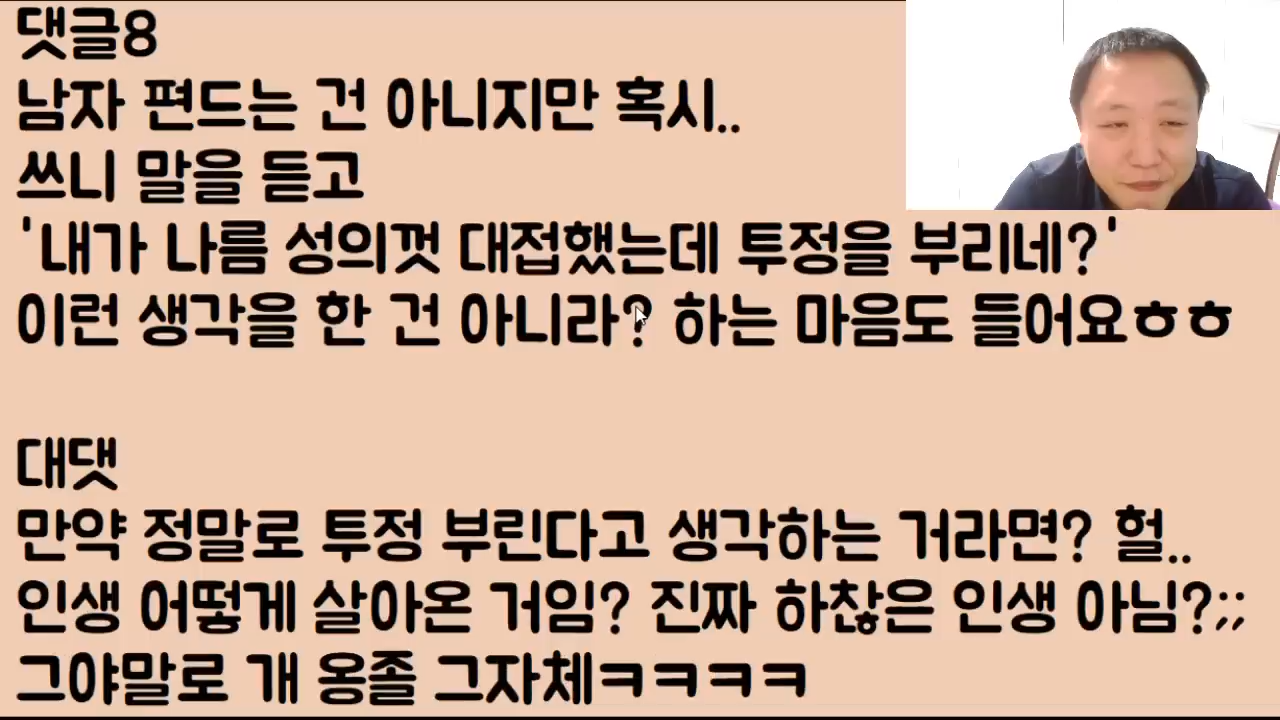 댓글8
남자 편드는 건 아니지만 혹시..
쓰니 말을 듣고
'내가 나름 성의껏 대접했는데 투정을 부리네?'
이런 생각을 한 건 아니라? 하는 마음도 들어요ㅎㅎ
대댓
만약 정말로 투정 부린다고 생각하는 거라면? 헐..
인생 어떻게 살아온 거임? 진짜 하찮은 인생 아님?;;
그야말로 개 옹졸 그자체ㅋㅋㅋㅋ